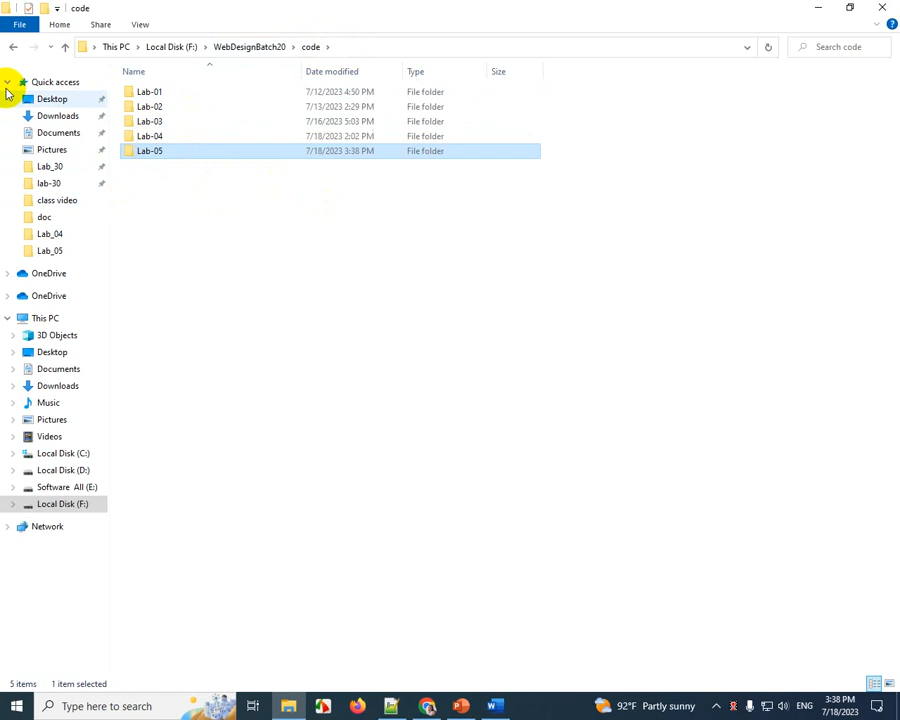 code
File
Home
Share
View
This PC
Local Disk (F:)
WebDesignBatch20
code
Search code
Name
Date modified
Type
Size
Quick access
Desktop
Downloads
Documents
Pictures
Lab_30
lab-30
class video
doc
Lab_04
Lab_05
OneDrive
OneDrive
This PC
3D Objects
Desktop
Documents
Downloads
Music
Pictures
Videos
Local Disk (C:)
Local Disk (D:)
Software All (E:)
Local Disk (F:)
Network
Lab-01 7/12/2023 4:50 PM File folder
Lab-02 7/13/2023 2:29 PM File folder
Lab-03 7/16/2023 5:03 PM File folder
Lab-04 7/18/2023 2:02 PM File folder
Lab-05 7/18/2023 3:38 PM File folder
5 items 1 item selected
Type here to search
92°F Partly sunny
ENG
3:38 PM
7/18/2023